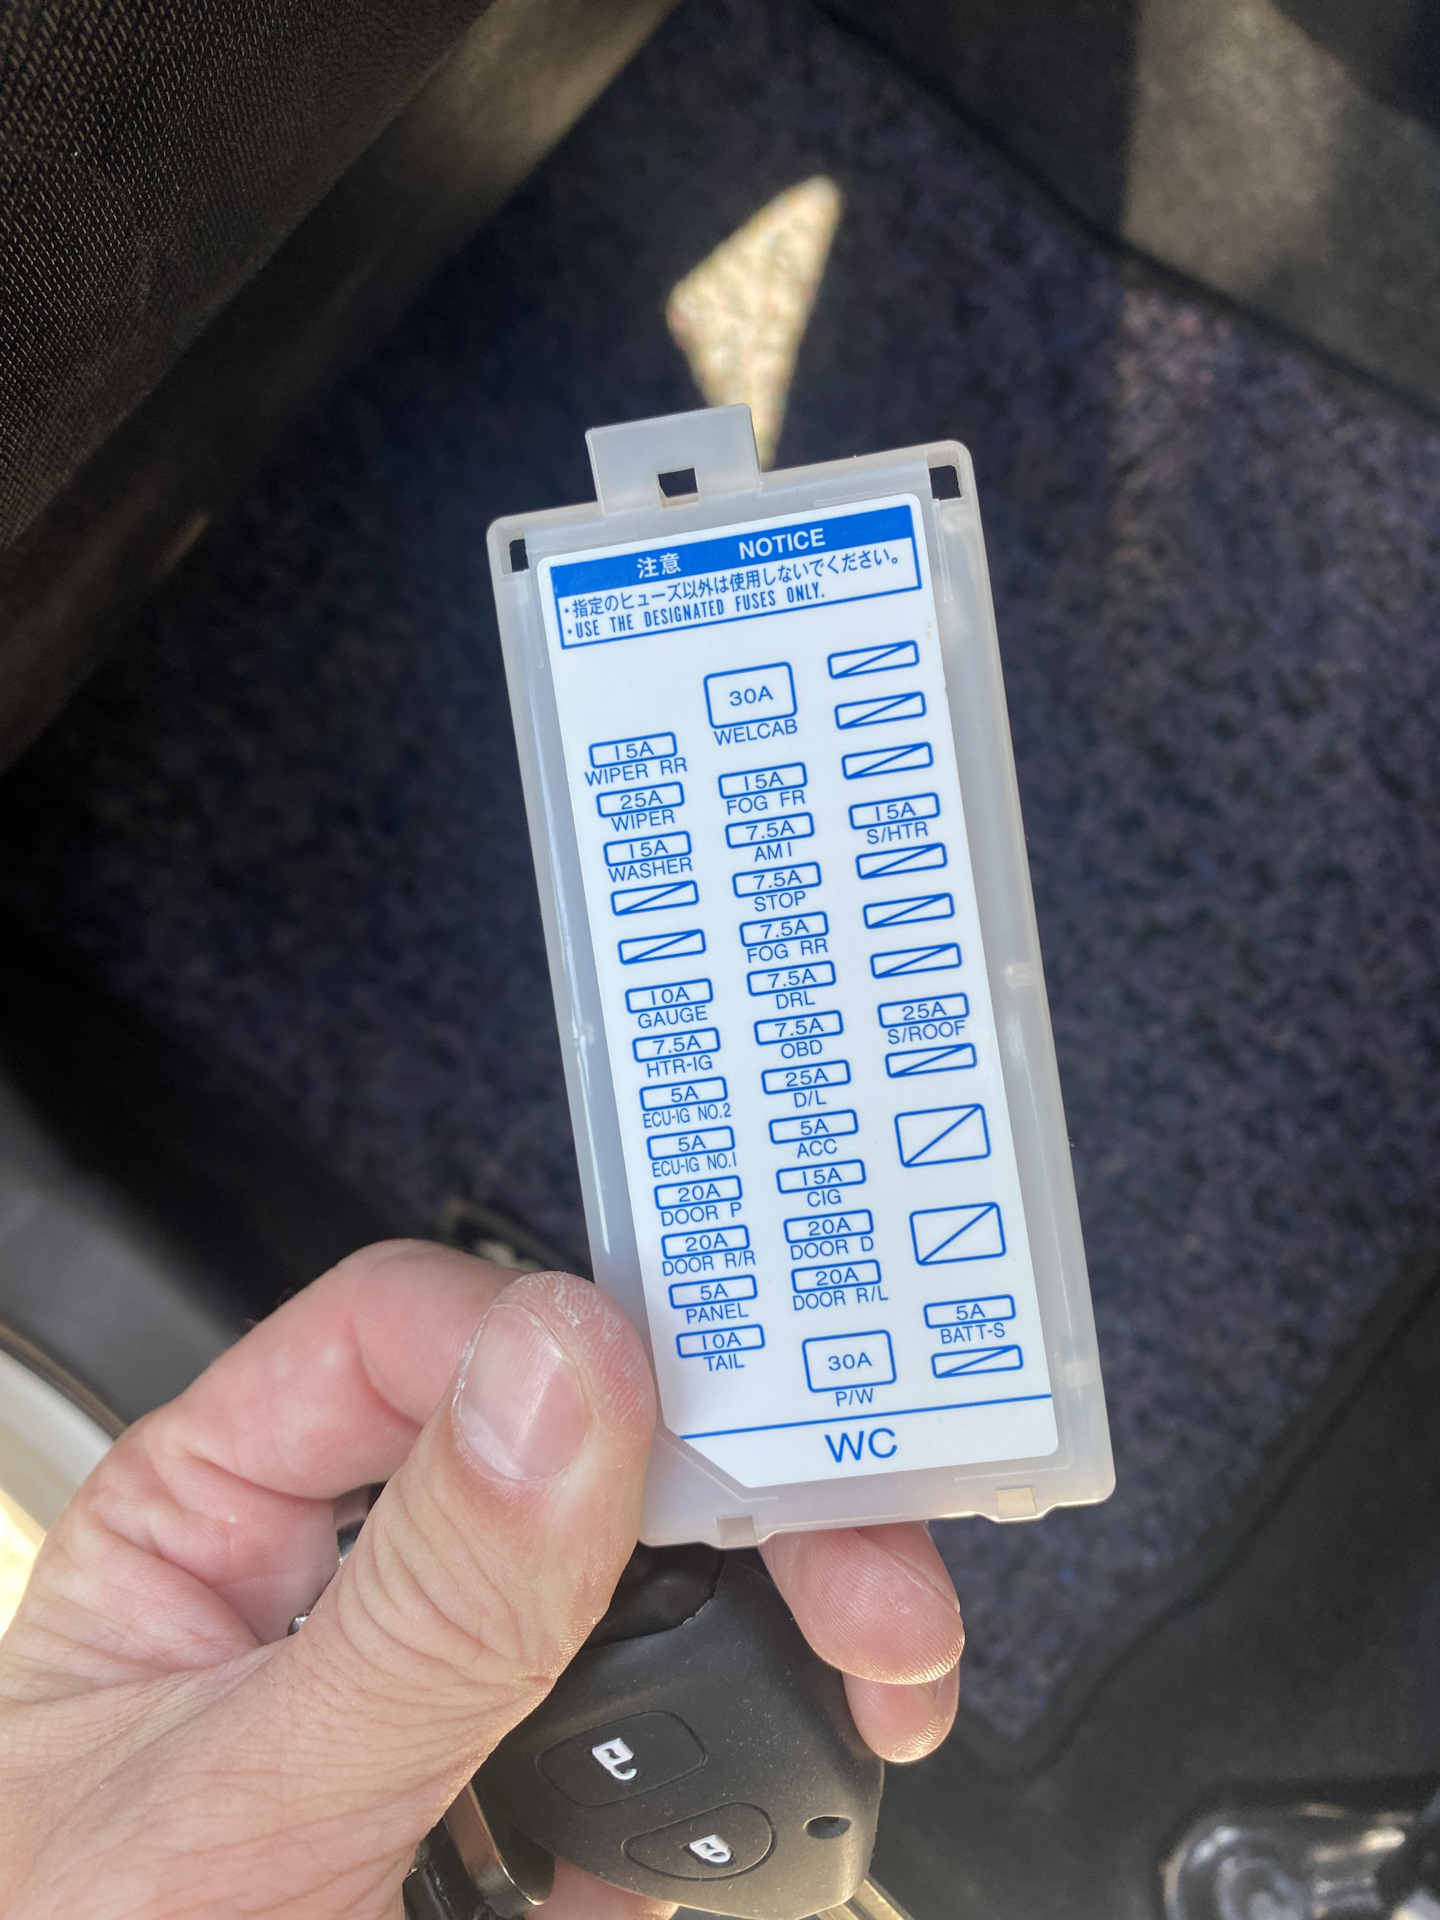 注意 NOTICE
・指定のヒューズ以外は使用しないでください。
・USE THE DESIGNATED FUSES ONLY.
15A
WIPER RR
25A
WIPER
15A
WASHER
10A
GAUGE
7.5A
HTR-IG
5A
ECU-IG NO.2
5A
ECU-IG NO.1
20A
DOOR P
20A
DOOR R/R
5A
PANEL
10A
TAIL
30A
WELCAB
15A
FOG FR
7.5A
AM1
7.5A
STOP
7.5A
FOG RR
7.5A
DRL
7.5A
OBD
25A
D/L
5A
ACC
15A
CIG
20A
DOOR D
20A
DOOR R/L
30A
P/W
15A
S/HTR
25A
S/ROOF
5A
BATT-S
WC